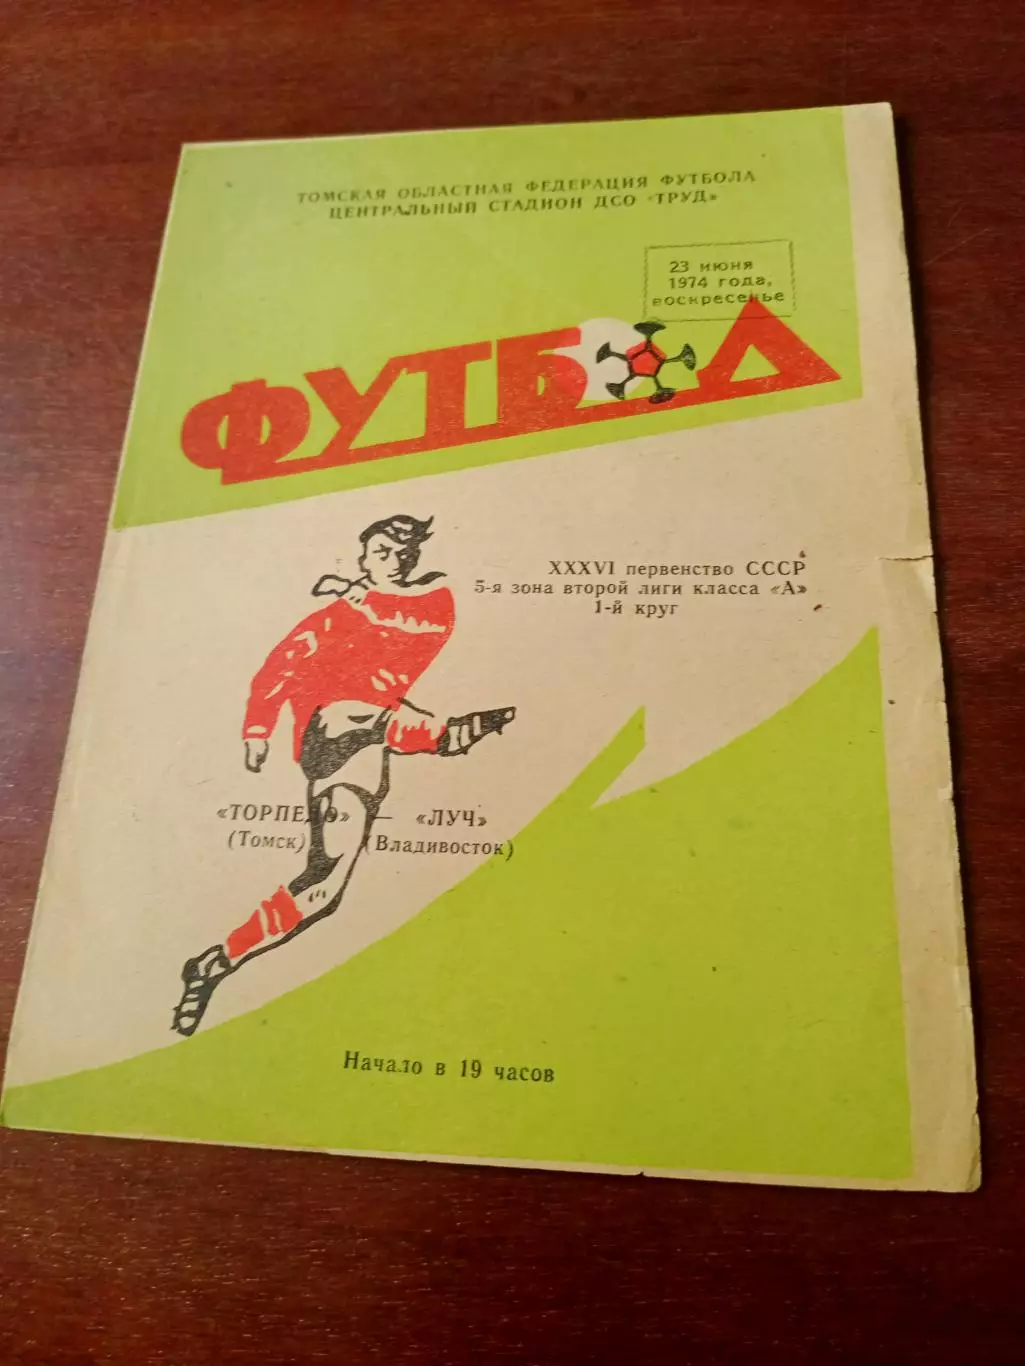 ТОМСКАЯ ОБЛАСТНАЯ ФЕДЕРАЦИЯ ФУТБОЛА
ЦЕНТРАЛЬНЫЙ СТАДИОН ДСО «ТРУД»
23 июня
1974 года,
воскресенье
ФУТБОЛ
XXXVI первенство СССР
5-я зона второй лиги класса «А»
1-й круг
«ТОРПЕДО» — «ЛУЧ»
(Томск) (Владивосток)
Начало в 19 часов